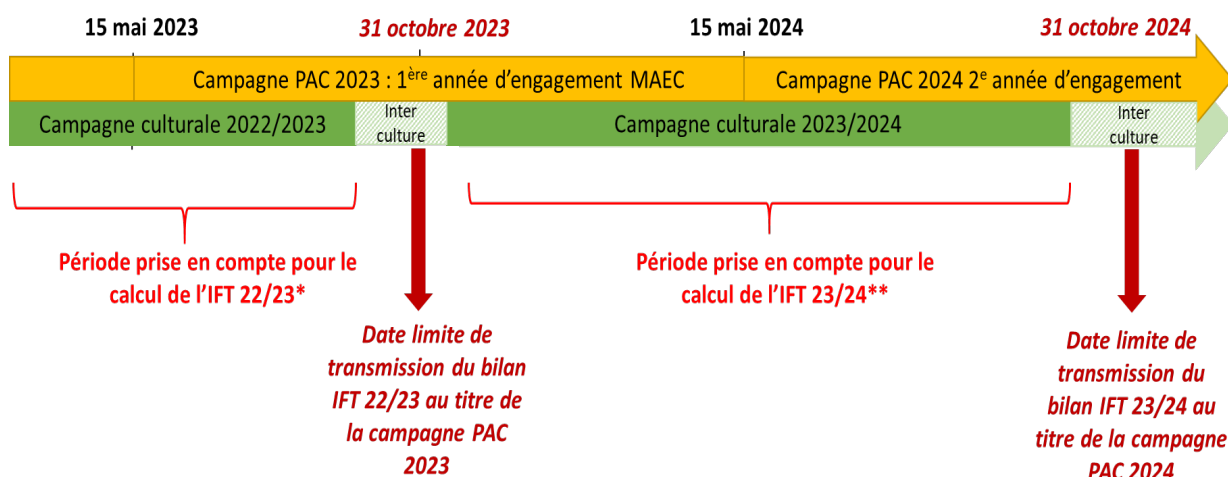 15 mai 2023
31 octobre 2023
15 mai 2024
31 octobre 2024
Campagne PAC 2023 : 1ère année d’engagement MAEC
Campagne PAC 2024 2e année d’engagement
Campagne culturale 2022/2023
Inter
culture
Campagne culturale 2023/2024
Inter
culture
Période prise en compte pour le
calcul de l’IFT 22/23*
Période prise en compte pour le
calcul de l’IFT 23/24**
Date limite de
transmission du bilan
IFT 22/23 au titre de
la campagne PAC
2023
Date limite de
transmission du
bilan IFT 23/24 au
titre de la campagne
PAC 2024